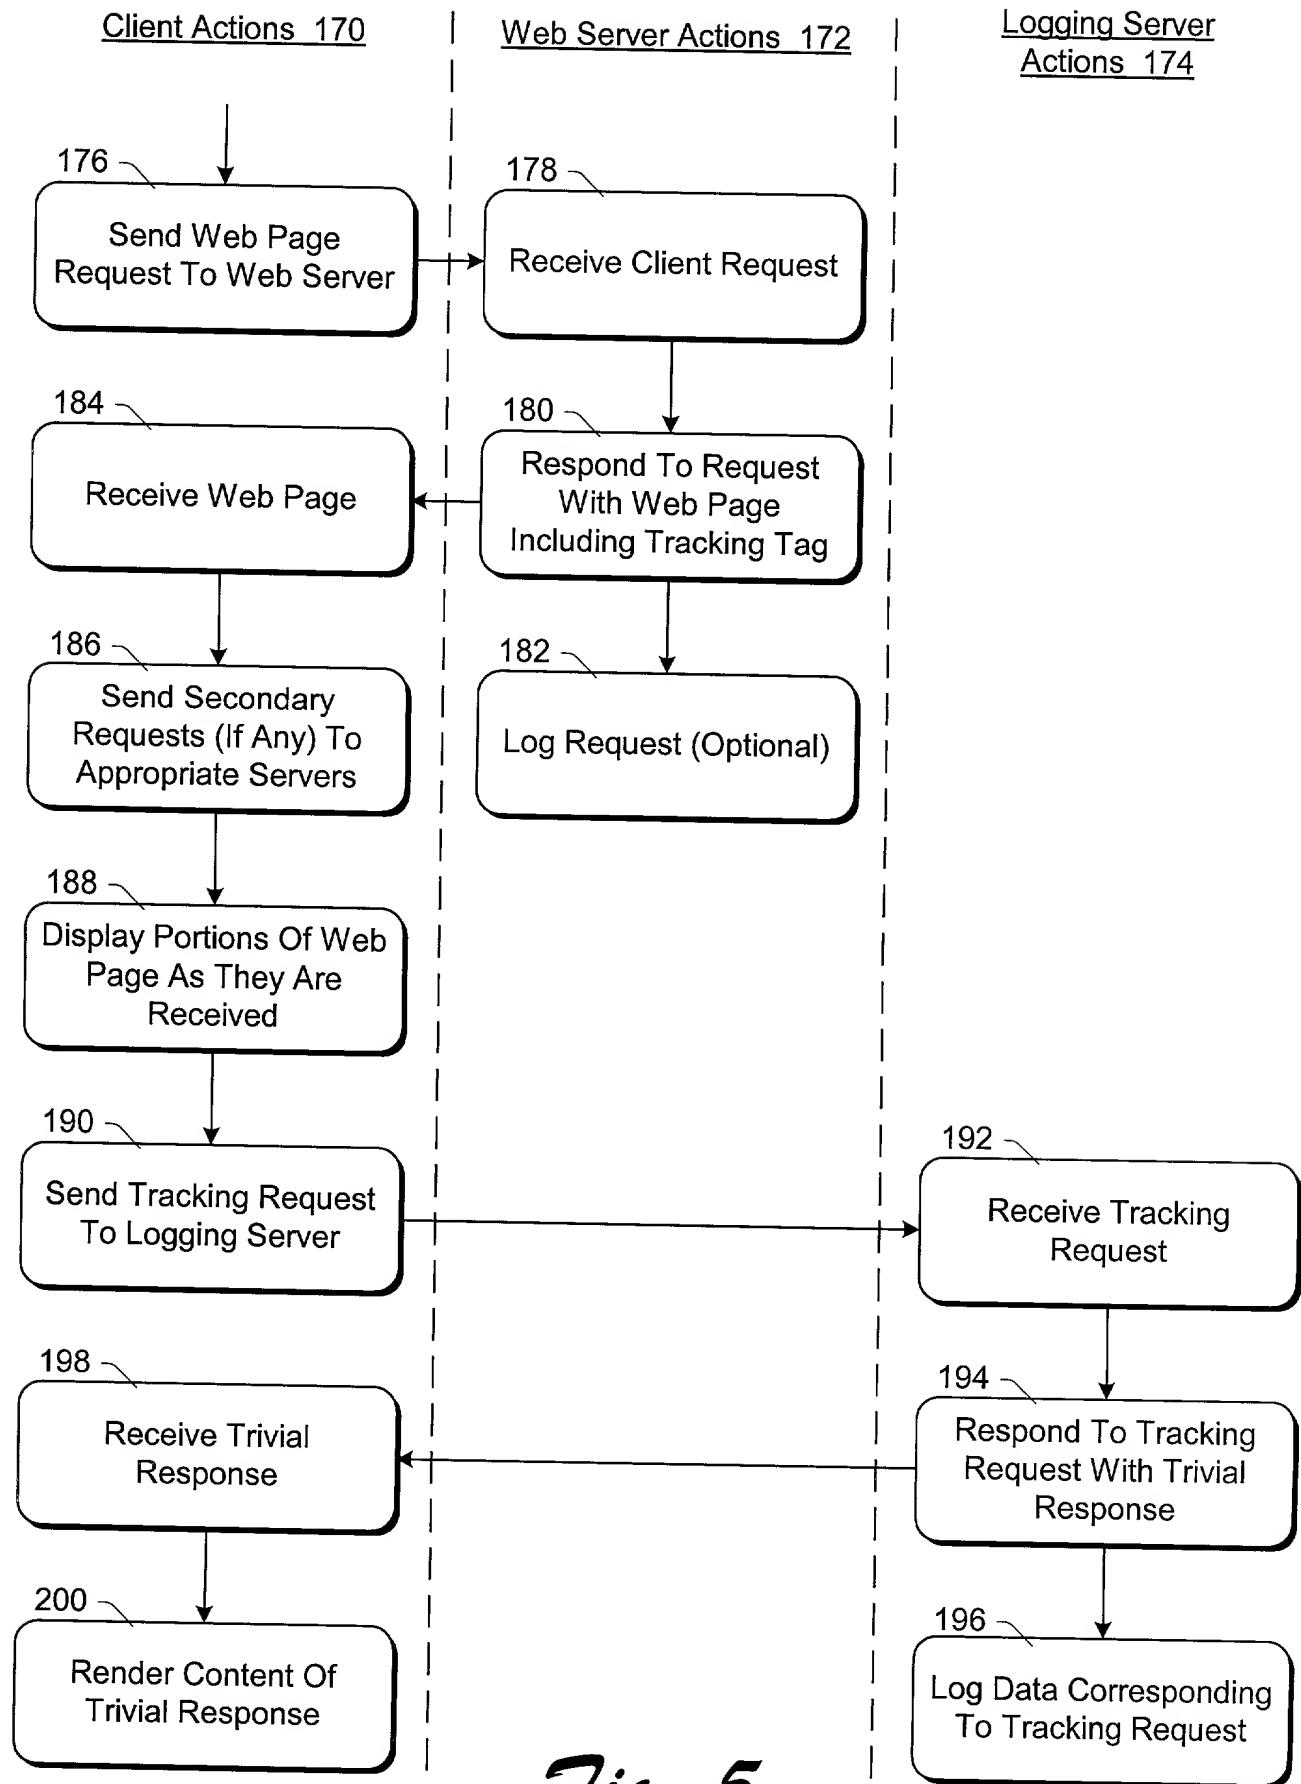 Client Actions 170
Web Server Actions 172
Logging Server
Actions 174
176
Send Web Page
Request To Web Server
178
Receive Client Request
184
Receive Web Page
180
Respond To Request
With Web Page
Including Tracking Tag
186
Send Secondary
Requests (If Any) To
Appropriate Servers
182
Log Request (Optional)
188
Display Portions Of Web
Page As They Are
Received
190
Send Tracking Request
To Logging Server
192
Receive Tracking
Request
198
Receive Trivial
Response
194
Respond To Tracking
Request With Trivial
Response
200
Render Content Of
Trivial Response
196
Log Data Corresponding
To Tracking Request
Fig. 5